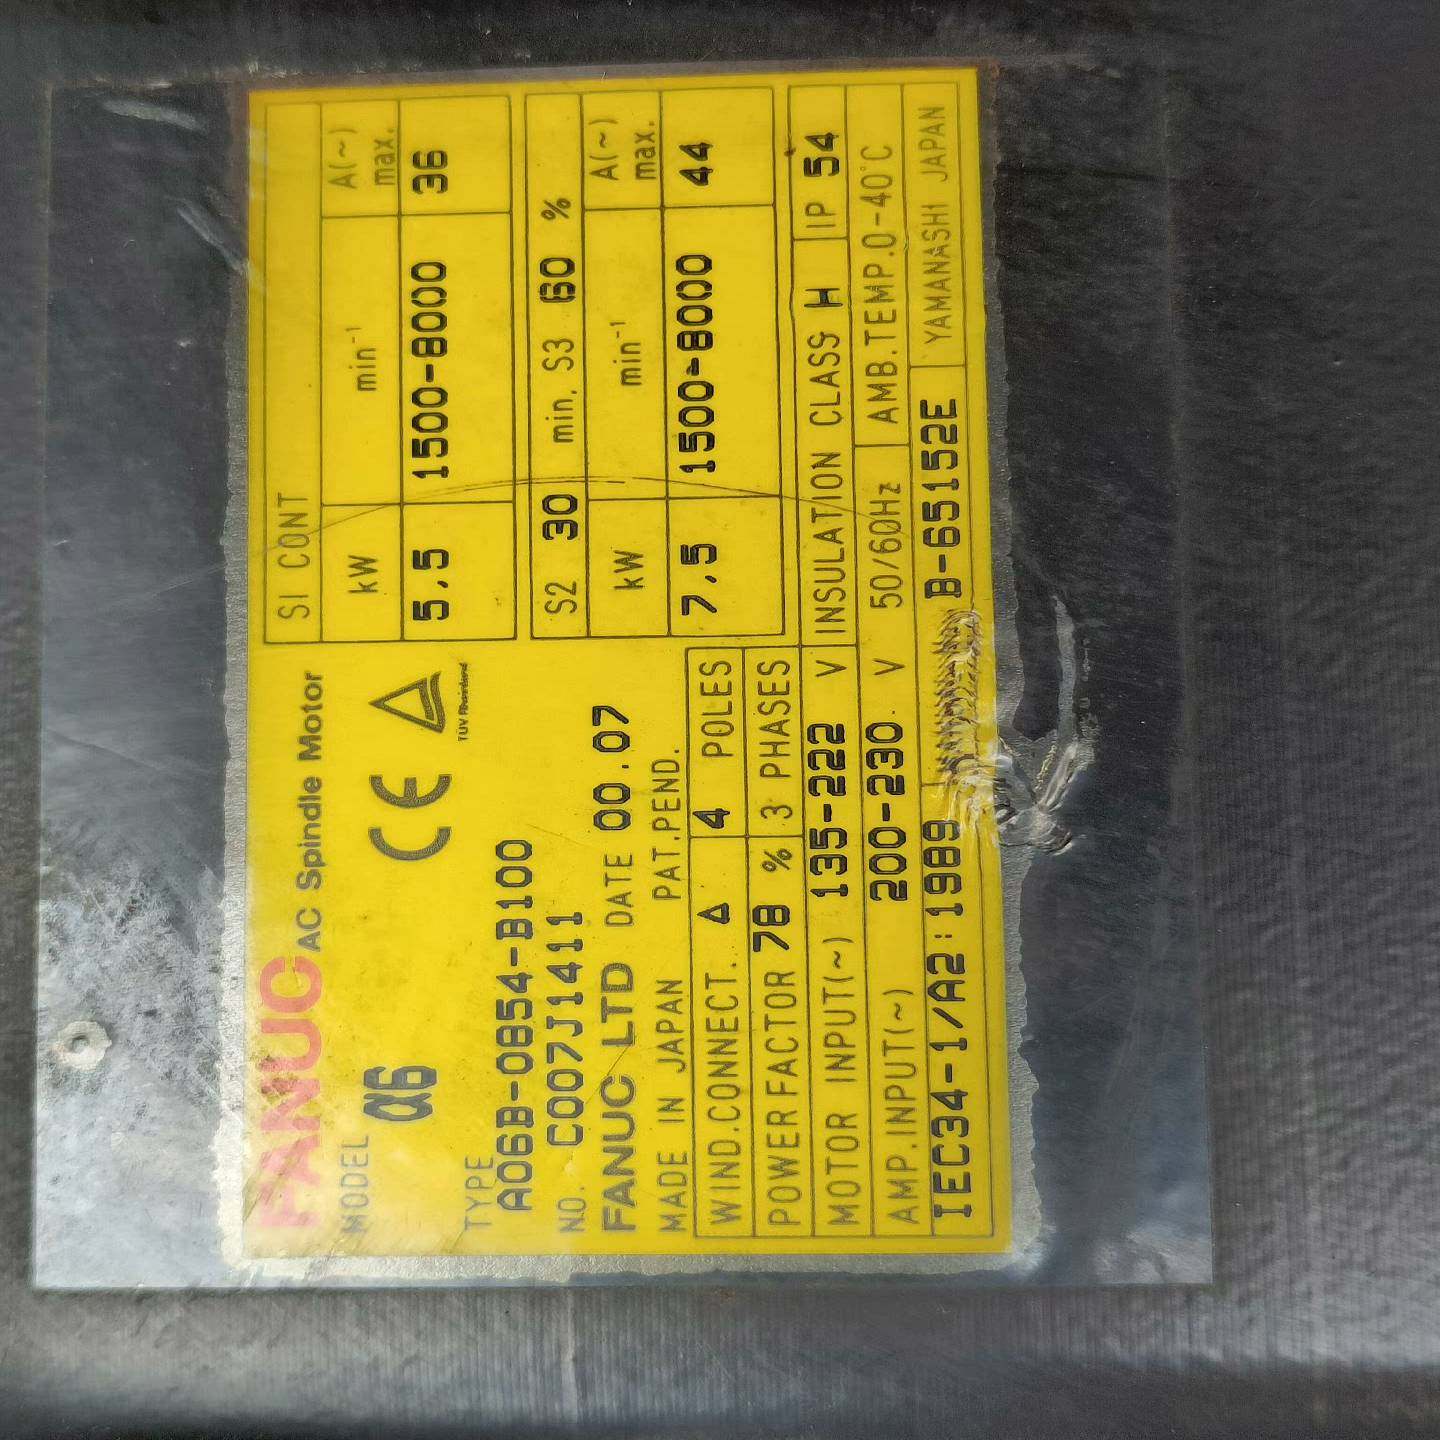 FANUC AC Spindle Motor
MODEL α6
CE
TÜV Rheinland
TYPE A06B-0854-B100
NO. C007J1411
FANUC LTD DATE 00.07
MADE IN JAPAN PAT.PEND.
S1 CONT
kW min⁻¹ A(~) max.
5,5 1500-8000 36
S2 30 min, S3 60 %
kW min⁻¹ A(~) max.
7,5 1500-8000 44
WIND.CONNECT. Δ 4 POLES
POWER FACTOR 78 % 3 PHASES
MOTOR INPUT(~) 135-222 V INSULATION CLASS H IP 54
AMP.INPUT(~) 200-230. V 50/60Hz AMB.TEMP.0-40°C
IEC34-1/A2:1989 B-65152E YAMANASHI JAPAN